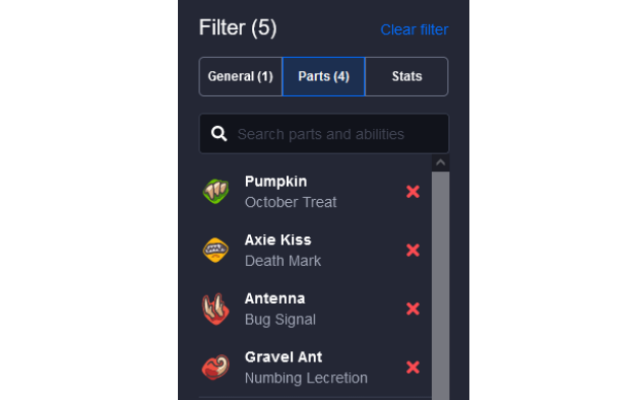 Filter (5)
Clear filter
General (1)
Parts (4)
Stats
Search parts and abilities
Pumpkin
October Treat
Axie Kiss
Death Mark
Antenna
Bug Signal
Gravel Ant
Numbing Lecretion